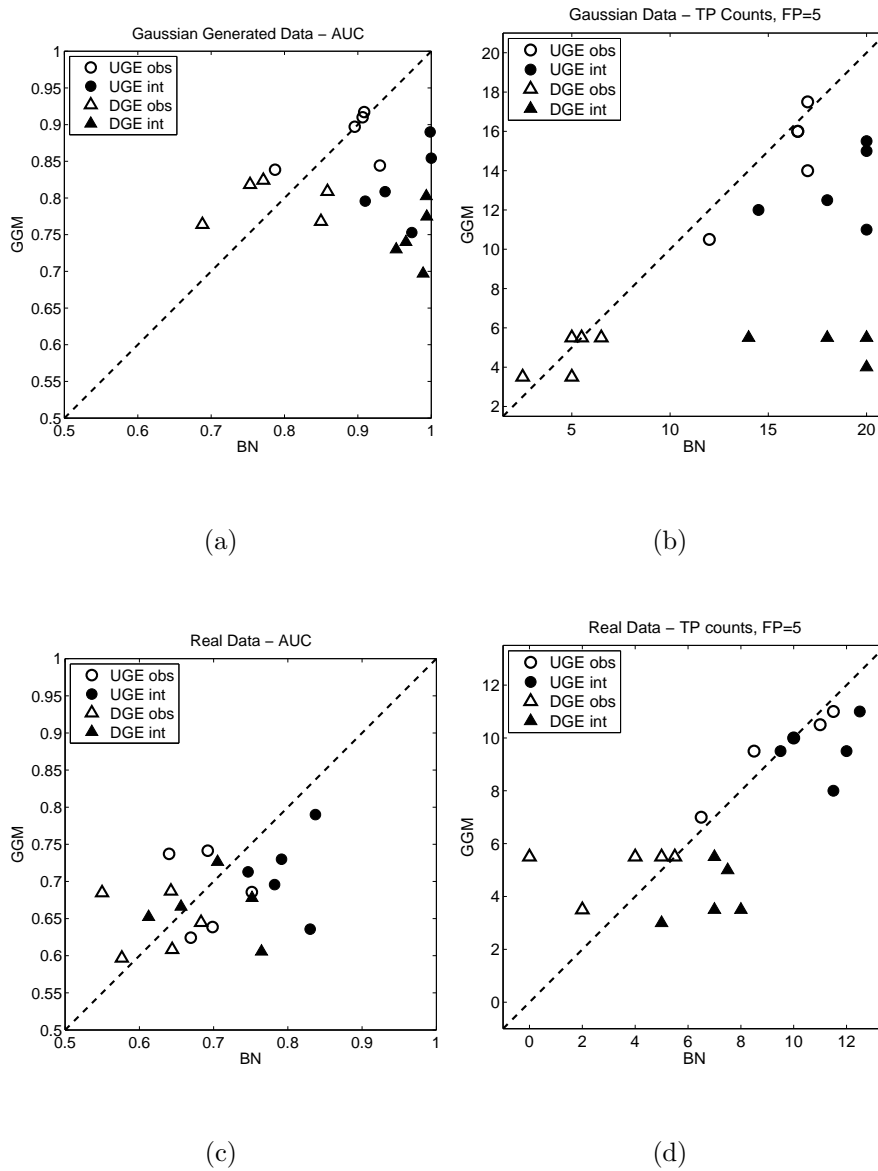 Gaussian Generated Data − AUC
1
0.95
0.9
0.85
0.8
0.75
0.7
0.65
0.6
0.55
0.5
GGM
UGE obs
UGE int
DGE obs
DGE int
0.5 0.6 0.7 0.8 0.9 1
BN
(a)
Gaussian Data − TP Counts, FP=5
20
18
16
14
12
10
8
6
4
2
GGM
UGE obs
UGE int
DGE obs
DGE int
5 10 15 20
BN
(b)
Real Data − AUC
1
0.95
0.9
0.85
0.8
0.75
0.7
0.65
0.6
0.55
0.5
GGM
UGE obs
UGE int
DGE obs
DGE int
0.5 0.6 0.7 0.8 0.9 1
BN
(c)
Real Data − TP counts, FP=5
12
10
8
6
4
2
0
GGM
UGE obs
UGE int
DGE obs
DGE int
0 2 4 6 8 10 12
BN
(d)